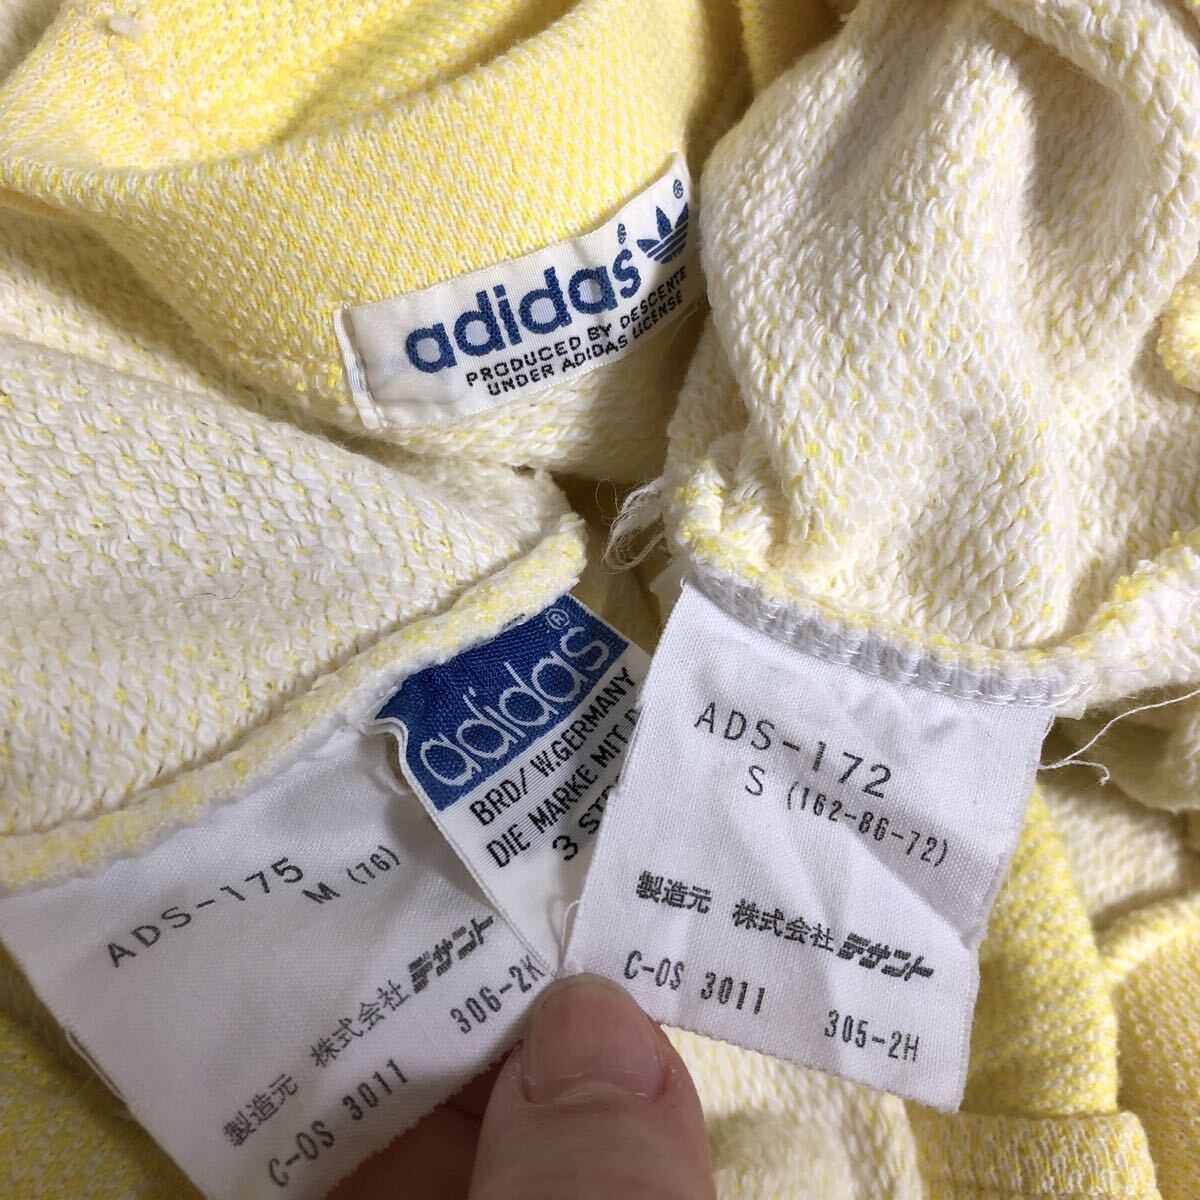 adidas ®
PRODUCED BY DESCENTE
UNDER ADIDAS LICENSE
adidas ®
BRD/W.GERMANY
DIE MARKE MIT
3
ADS-175
M (76)
製造元 株式会社 デサント
C-OS 3011 306-2H
ADS-172
S (162-86-72)
製造元 株式会社 デサント
C-OS 3011 305-2H